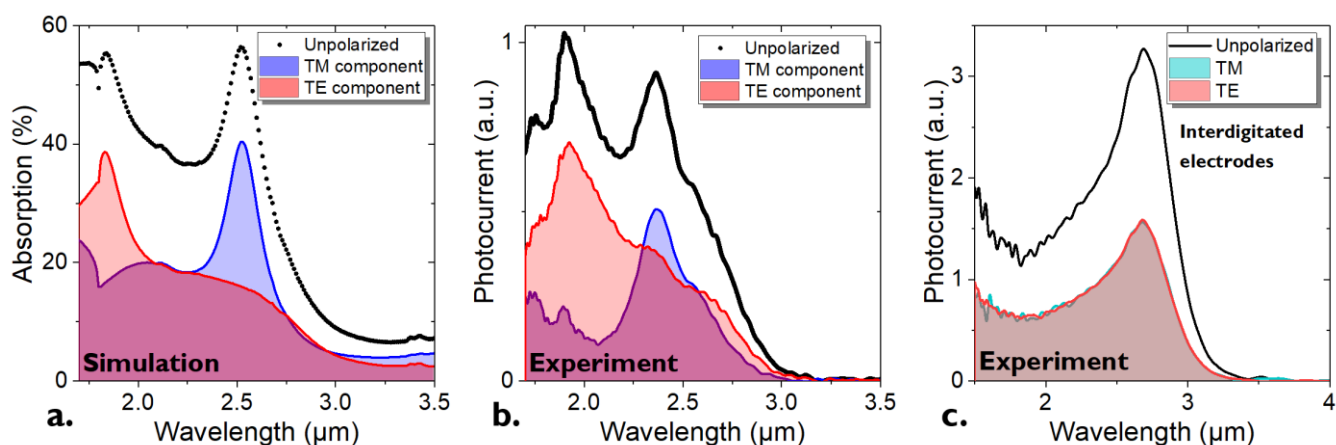 60
40
20
0
Absorption (%)
Unpolarized
TM component
TE component
Simulation
2.0 2.5 3.0 3.5
a.
Wavelength (μm)
1
0
Photocurrent (a.u.)
Unpolarized
TM component
TE component
Experiment
2.0 2.5 3.0 3.5
b.
Wavelength (μm)
3
2
1
0
Photocurrent (a.u.)
Unpolarized
TM
TE
Interdigitated
electrodes
Experiment
2 3 4
c.
Wavelength (μm)